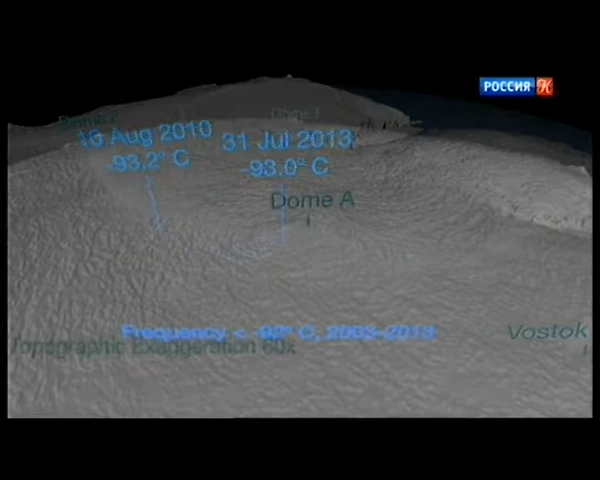 РОССИЯ К
16 Aug 2010
-93.2° C
31 Jul 2013
-93.0° C
Dome A
Frequency < -92° C, 2003-2013
Topographic Exaggeration 60x
Vostok